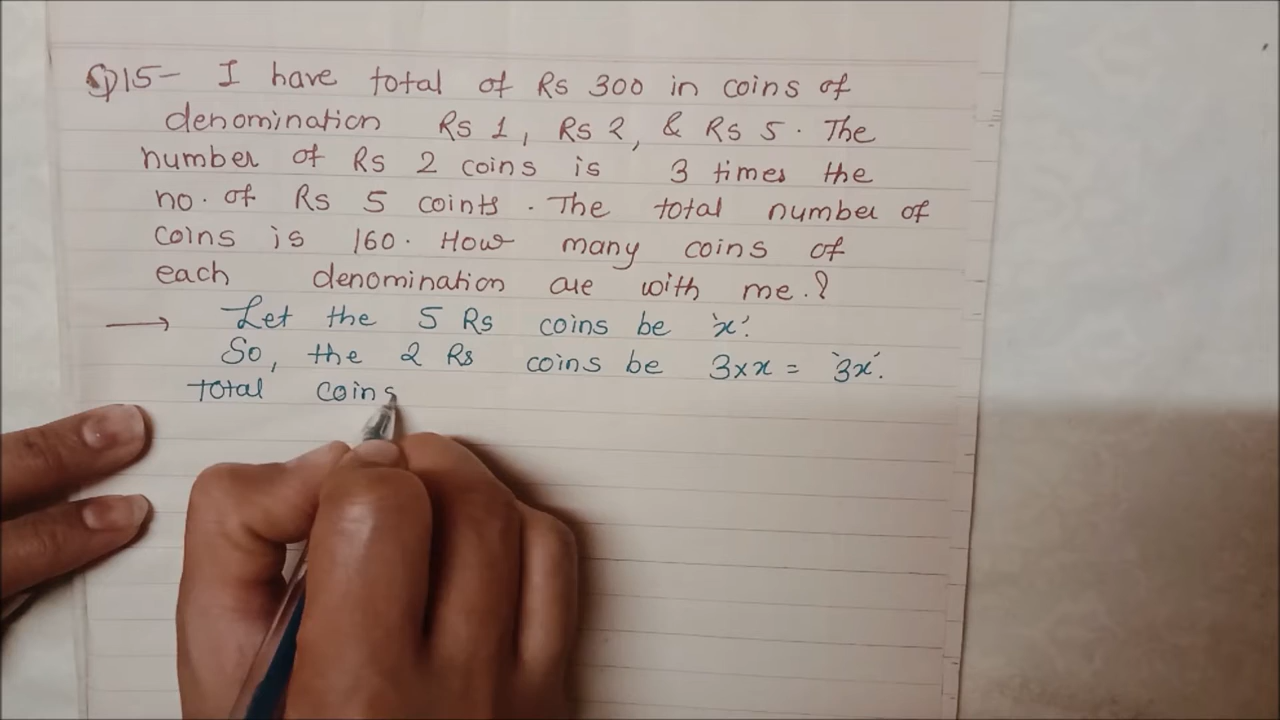 Q15- I have total of Rs 300 in coins of
denomination Rs 1, Rs 2, & Rs 5. The
number of Rs 2 coins is 3 times the
no. of Rs 5 coints. The total number of
coins is 160. How many coins of
each denomination are with me.?
→ Let the 5 Rs coins be 'x'.
So, the 2 Rs coins be 3×x = '3x'.
total coins